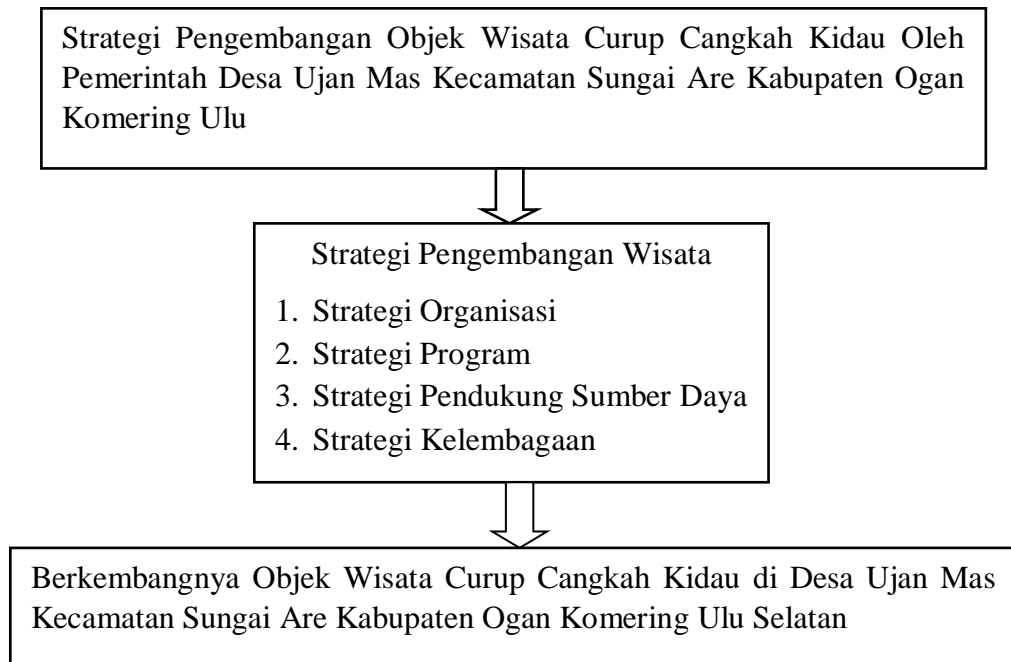 Strategi Pengembangan Objek Wisata Curup Cangkah Kidau Oleh
Pemerintah Desa Ujan Mas Kecamatan Sungai Are Kabupaten Ogan
Komering Ulu
Strategi Pengembangan Wisata
1. Strategi Organisasi
2. Strategi Program
3. Strategi Pendukung Sumber Daya
4. Strategi Kelembagaan
Berkembangnya Objek Wisata Curup Cangkah Kidau di Desa Ujan Mas
Kecamatan Sungai Are Kabupaten Ogan Komering Ulu Selatan